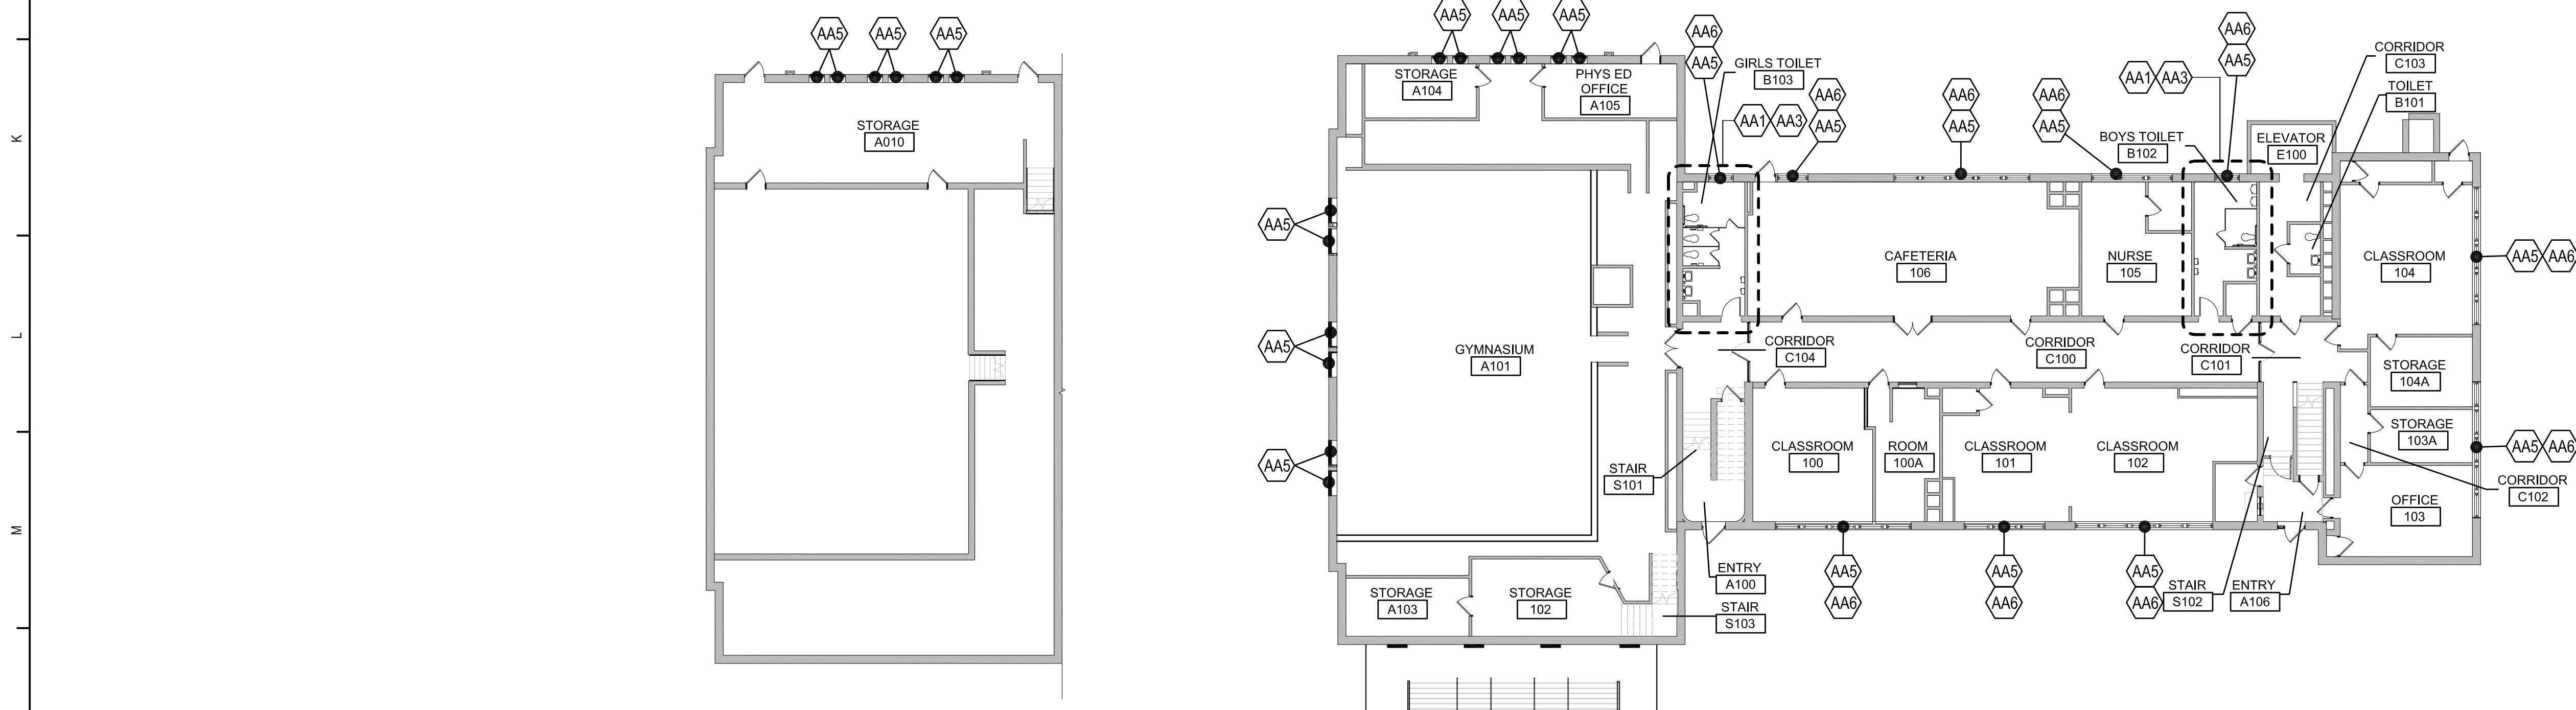 K
L
M
AA5
AA5
AA5
STORAGE
A010
AA5
AA5
AA5
STORAGE
A104
PHYS ED
OFFICE
A105
AA6
AA5
GIRLS TOILET
B103
AA1
AA3
AA6
AA5
AA6
AA5
AA6
AA5
AA1
AA3
AA6
AA5
CORRIDOR
C103
TOILET
B101
BOYS TOILET
B102
ELEVATOR
E100
AA5
AA5
AA5
GYMNASIUM
A101
CAFETERIA
106
NURSE
105
CLASSROOM
104
AA5
AA6
CORRIDOR
C104
CORRIDOR
C100
CORRIDOR
C101
STORAGE
104A
STORAGE
103A
AA5
AA6
CLASSROOM
100
ROOM
100A
CLASSROOM
101
CLASSROOM
102
STAIR
S101
CORRIDOR
C102
OFFICE
103
STORAGE
A103
STORAGE
102
ENTRY
A100
STAIR
S103
AA5
AA6
AA5
AA6
AA5
AA6
STAIR
S102
ENTRY
A106